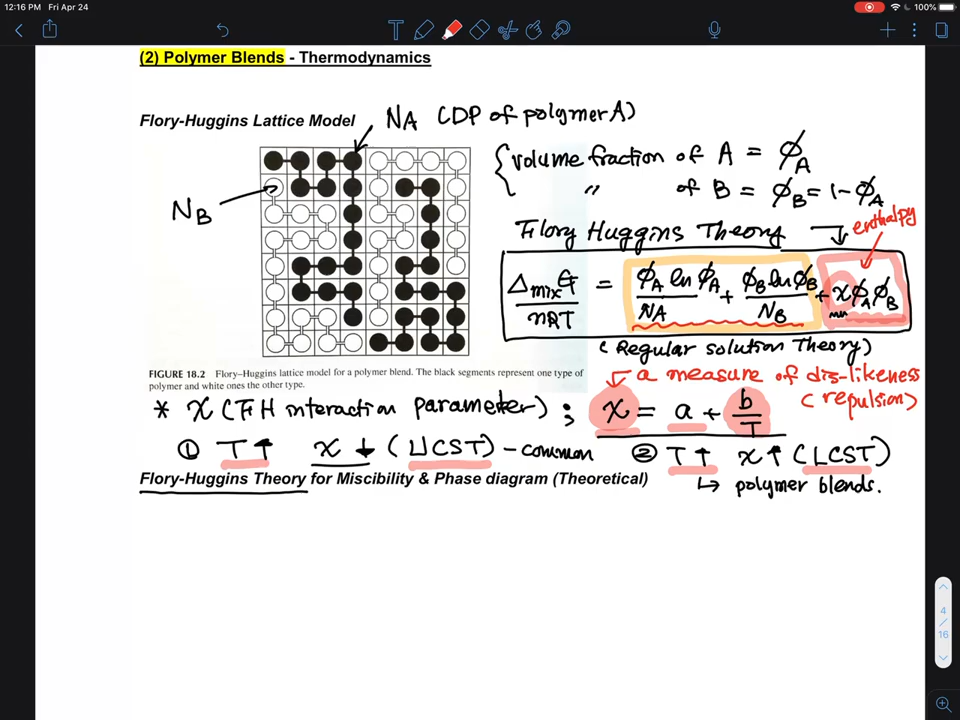 12:16 PM Fri Apr 24
100%
(2) Polymer Blends - Thermodynamics
Flory-Huggins Lattice Model
NA (DP of polymer A)
NB
{ volume fraction of A = ϕA
" of B = ϕB = 1-ϕA
Flory Huggins Theory
enthalpy
ΔmixG/nRT = ϕA ln ϕA/NA + ϕB ln ϕB/NB + χϕAϕB
(Regular solution Theory)
FIGURE 18.2 Flory–Huggins lattice model for a polymer blend. The black segments represent one type of
polymer and white ones the other type.
a measure of dis-likeness
(repulsion)
* χ (FH interaction parameter) ; χ = a + b/T
① T↑ χ↓ (UCST) - common ② T↑ χ↑ (LCST)
↳ polymer blends.
Flory-Huggins Theory for Miscibility & Phase diagram (Theoretical)
4
/
16